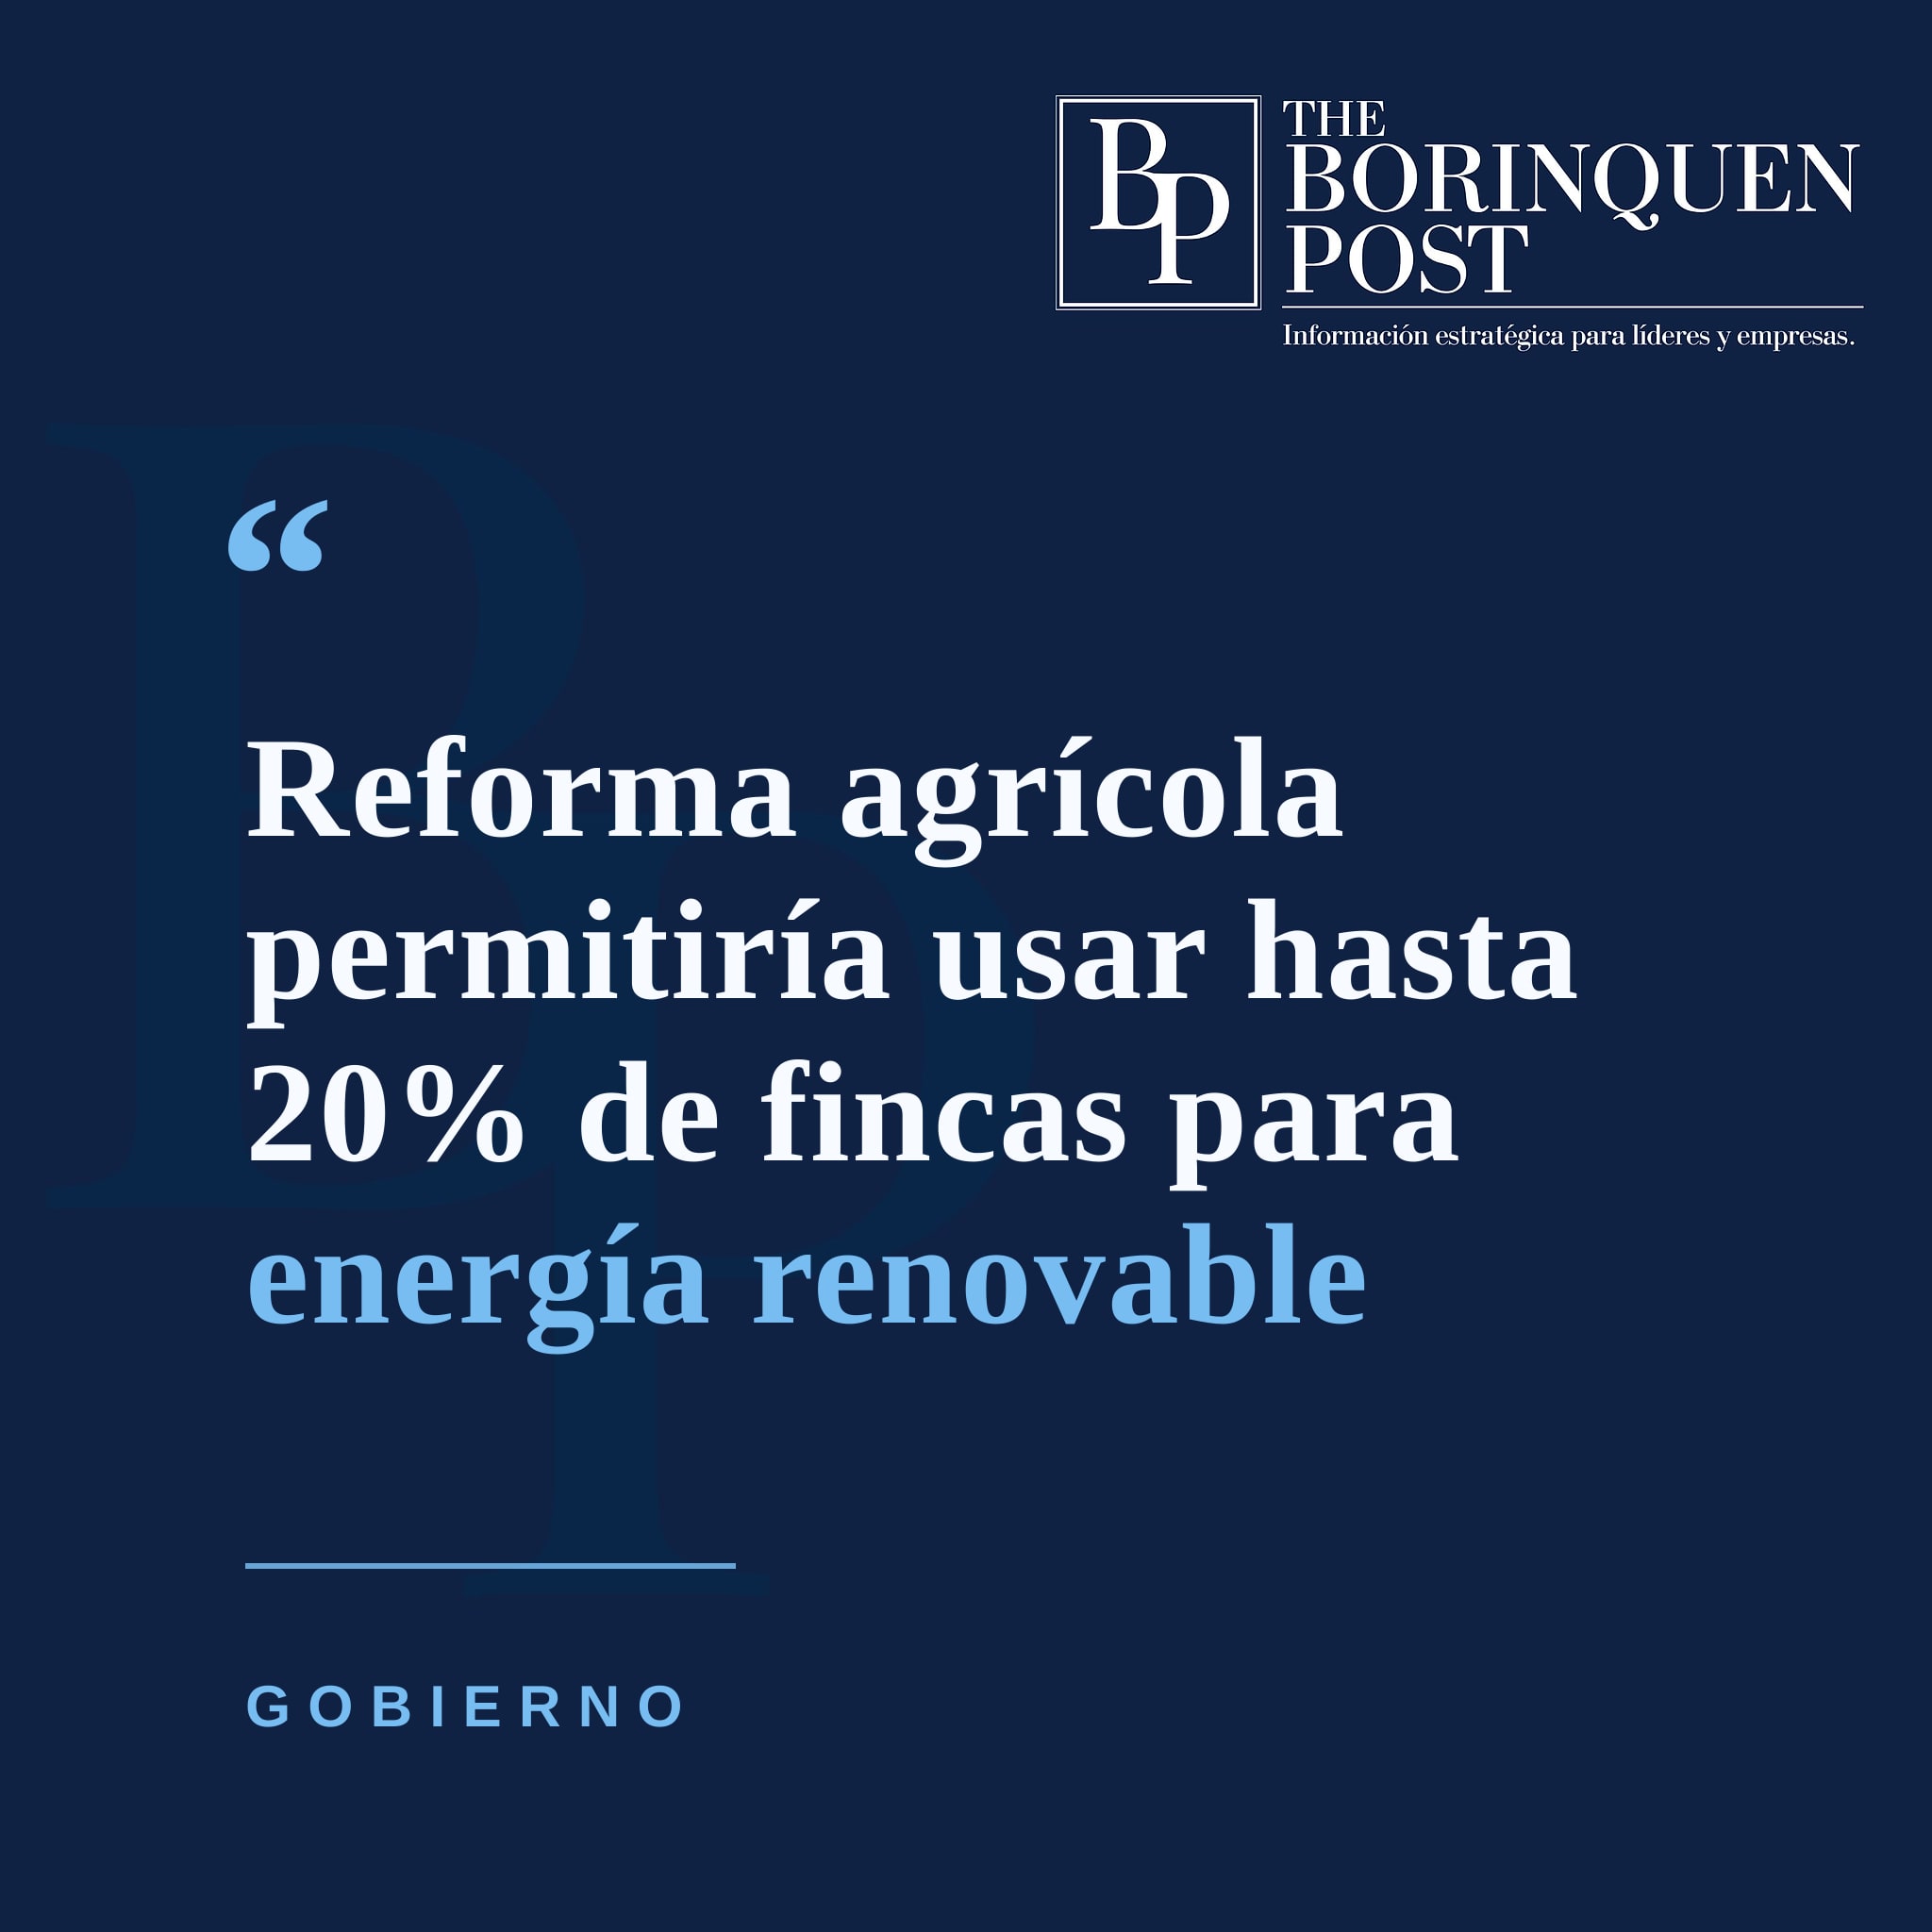 BP
THE
BORINQUEN
POST
Información estratégica para líderes y empresas.
“
Reforma agrícola
permitiría usar hasta
20% de fincas para
energía renovable
GOBIERNO